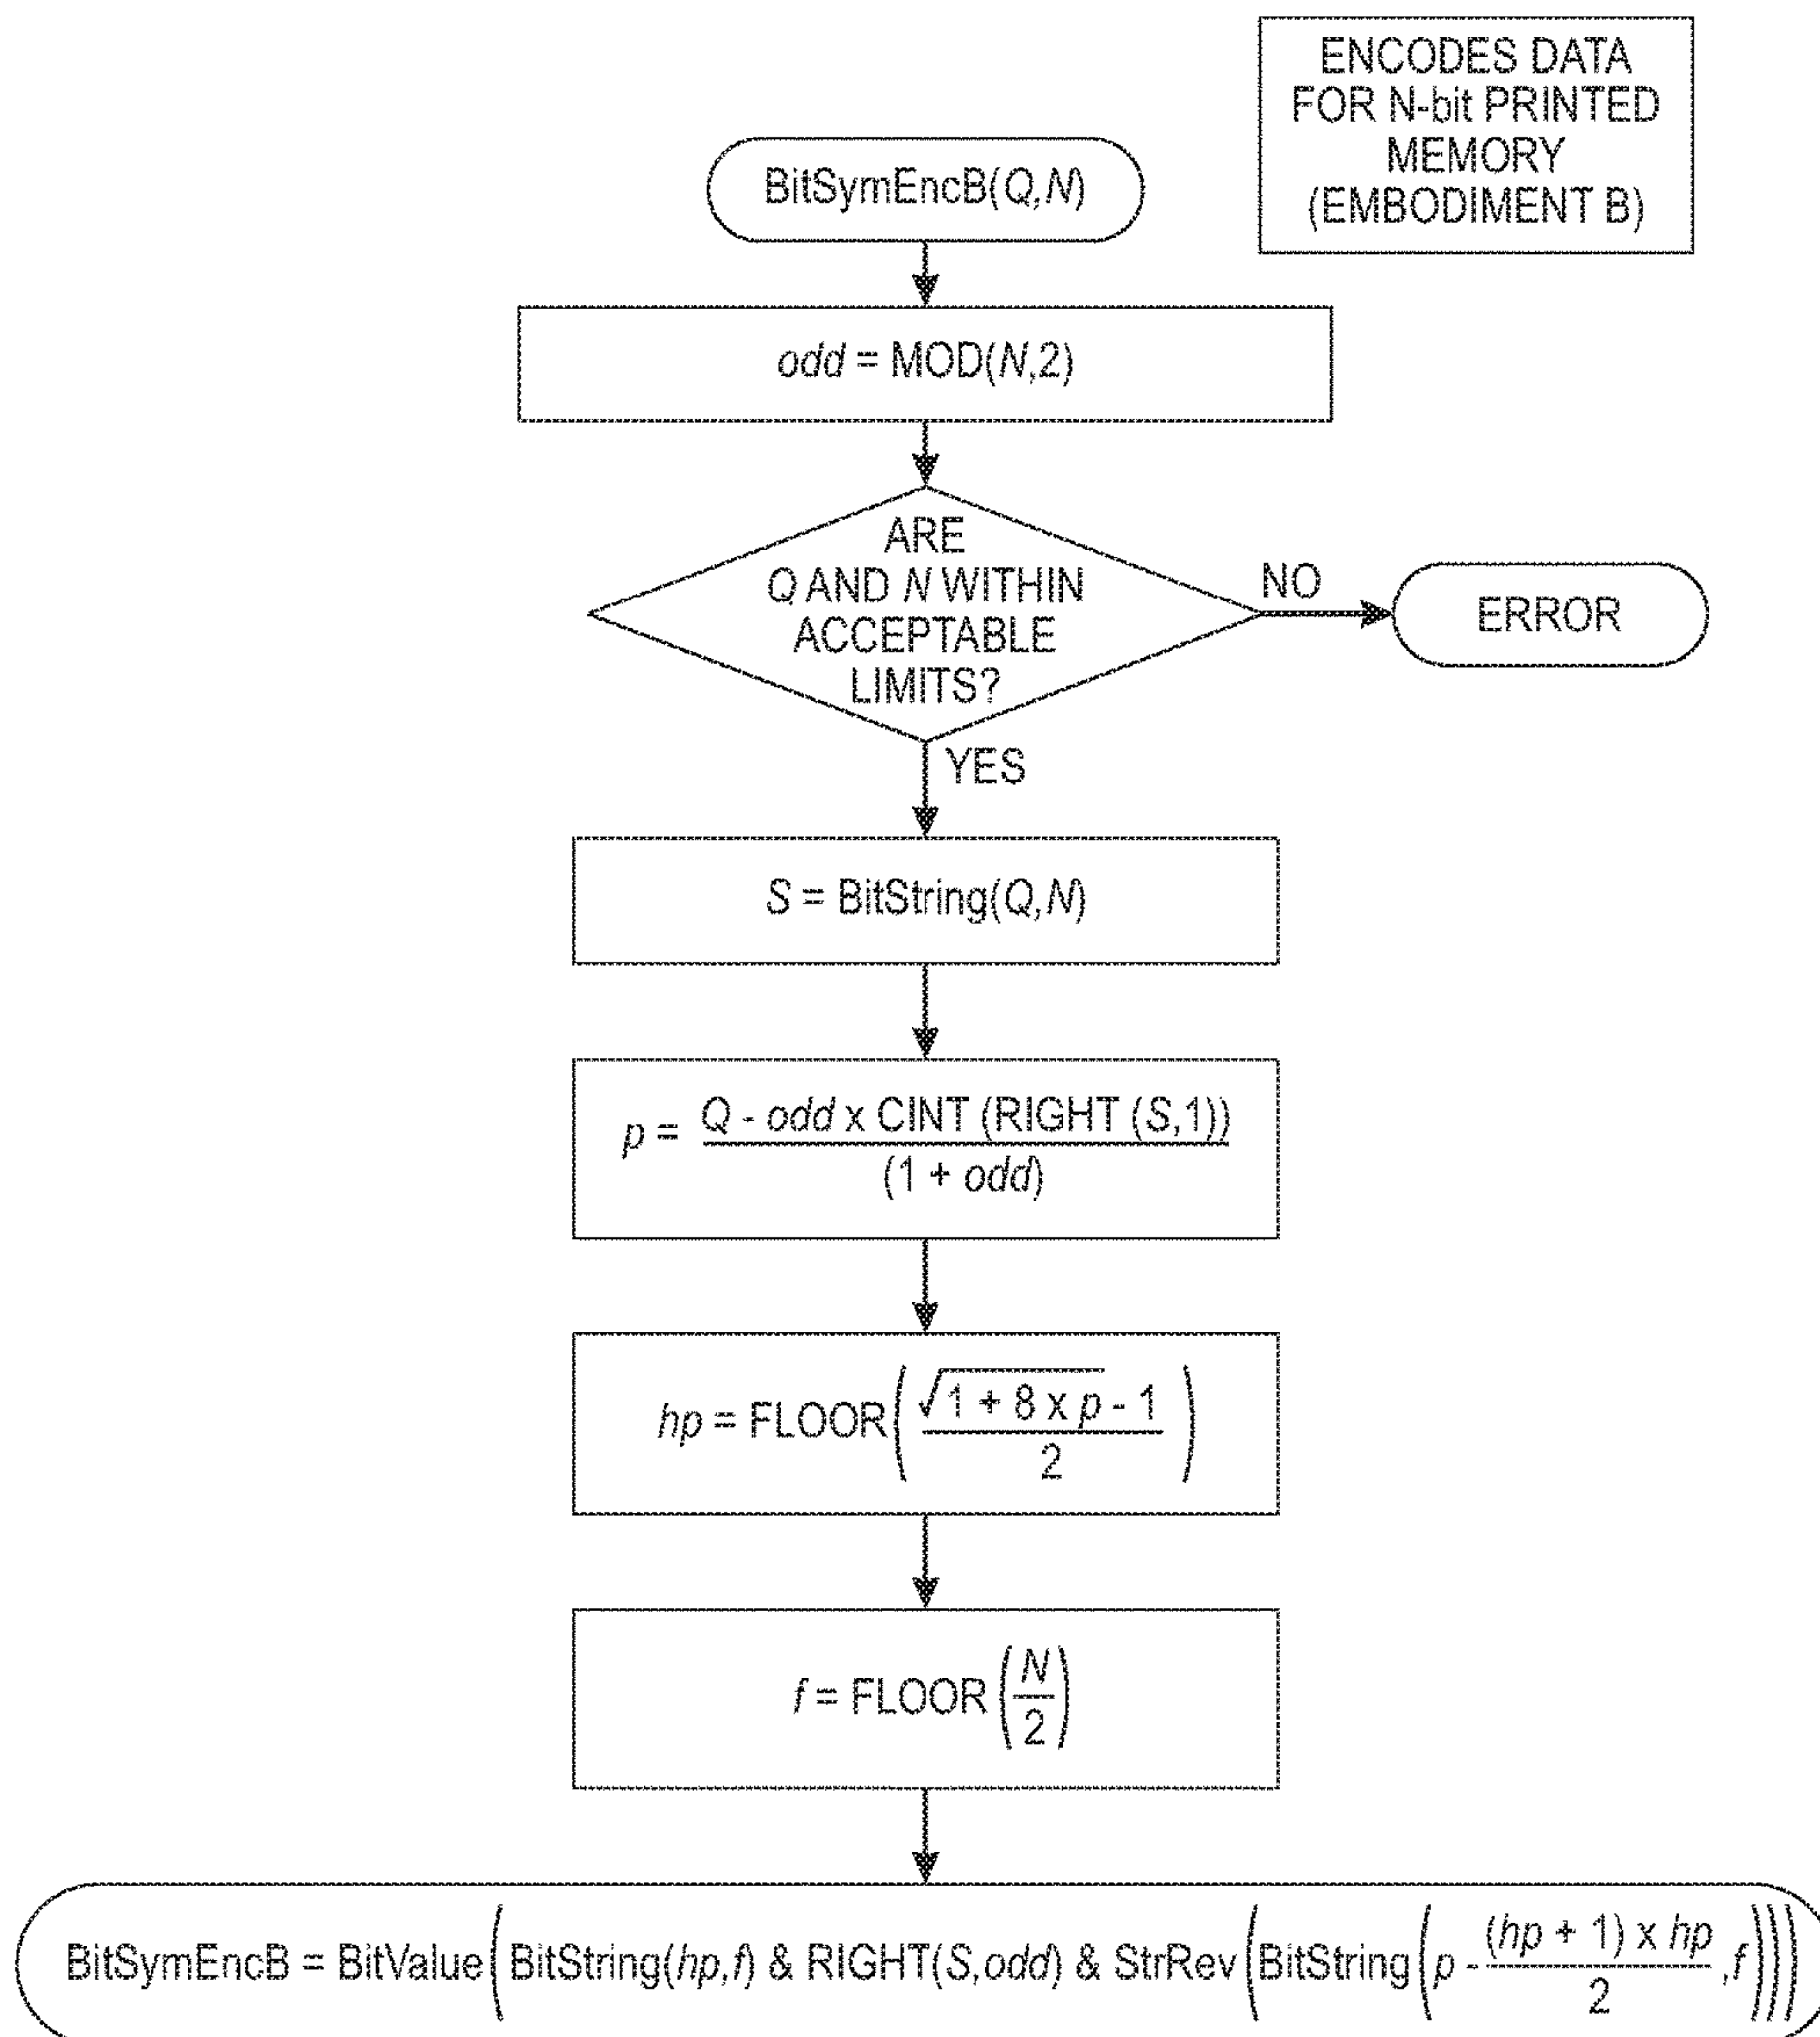 ENCODES DATA
FOR N-bit PRINTED
MEMORY
(EMBODIMENT B)
BitSymEncB(Q,N)
odd = MOD(N,2)
ARE
Q AND N WITHIN
ACCEPTABLE
LIMITS?
NO
ERROR
YES
S = BitString(Q,N)
p = Q - odd x CINT (RIGHT (S,1))
(1 + odd)
hp = FLOOR( √1 + 8 x p - 1
2 )
f = FLOOR( N
2 )
BitSymEncB = BitValue( BitString(hp,f) & RIGHT(S,odd) & StrRev( BitString( p - (hp + 1) x hp
2 ,f )))